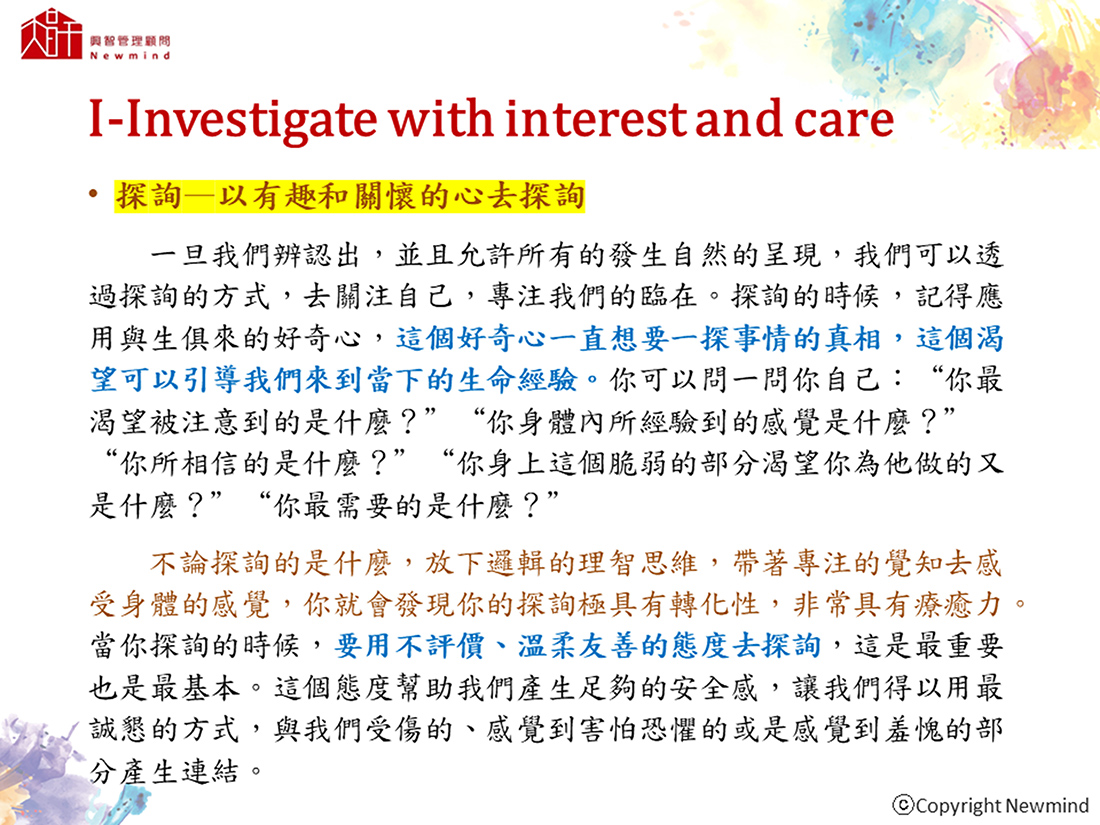 興智管理顧問
Newmind
I-Investigate with interest and care
• 探詢—以有趣和關懷的心去探詢
一旦我們辨認出，並且允許所有的發生自然的呈現，我們可以透
過探詢的方式，去關注自己，專注我們的臨在。探詢的時候，記得應
用與生俱來的好奇心，這個好奇心一直想要一探事情的真相，這個渴
望可以引導我們來到當下的生命經驗。你可以問一問你自己：“你最
渴望被注意到的是什麼？”“你身體內所經驗到的感覺是什麼？”
“你所相信的是什麼？”“你身上這個脆弱的部分渴望你為他做的又
是什麼？”“你最需要的是什麼？”
不論探詢的是什麼，放下邏輯的理智思維，帶著專注的覺知去感
受身體的感覺，你就會發現你的探詢極具有轉化性，非常具有療癒力。
當你探詢的時候，要用不評價、溫柔友善的態度去探詢，這是最重要
也是最基本。這個態度幫助我們產生足夠的安全感，讓我們得以用最
誠懇的方式，與我們受傷的、感覺到害怕恐懼的或是感覺到羞愧的部
分產生連結。
ⓒCopyright Newmind